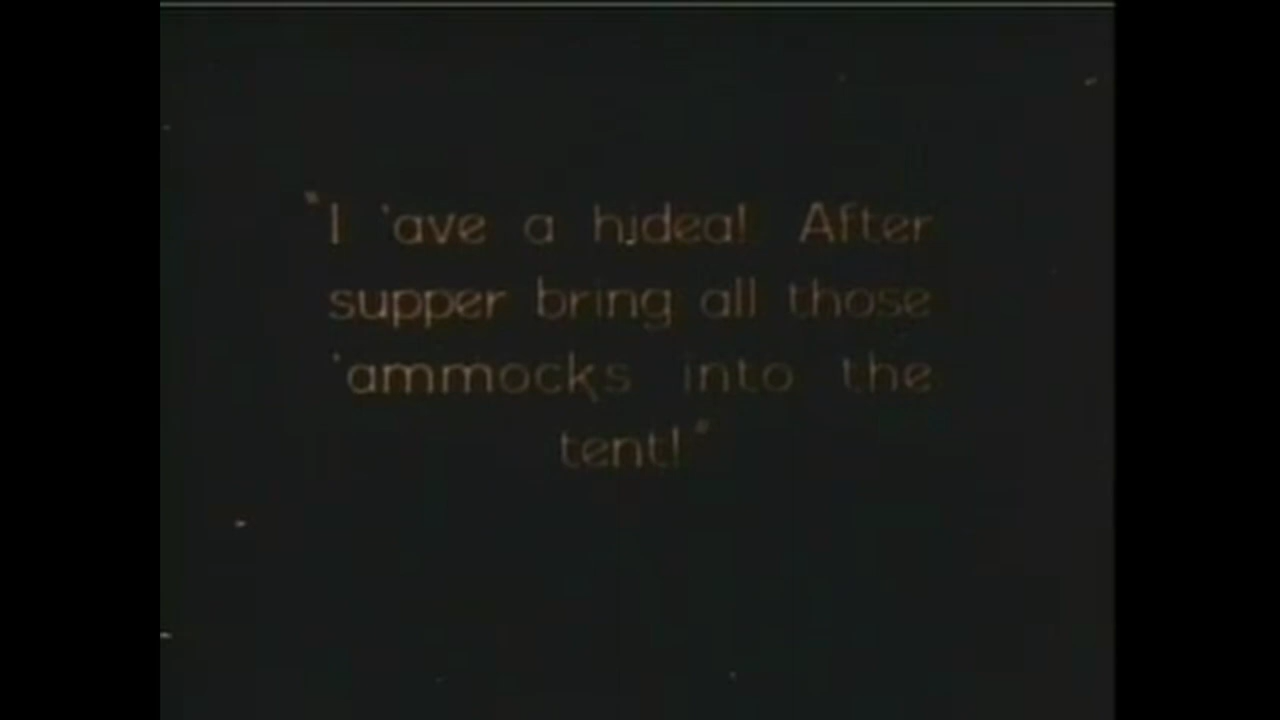 "I 'ave a hidea! After
supper bring all those
'ammocks into the
tent!"